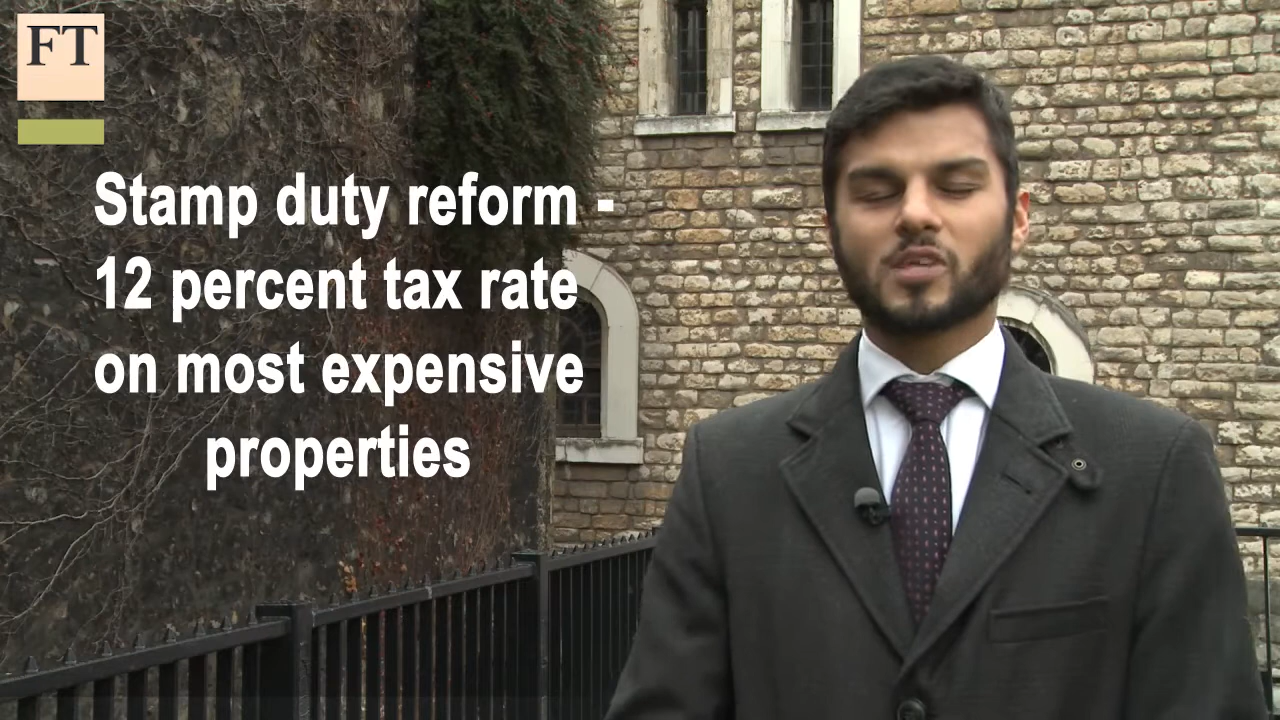 FT
Stamp duty reform -
12 percent tax rate
on most expensive
properties